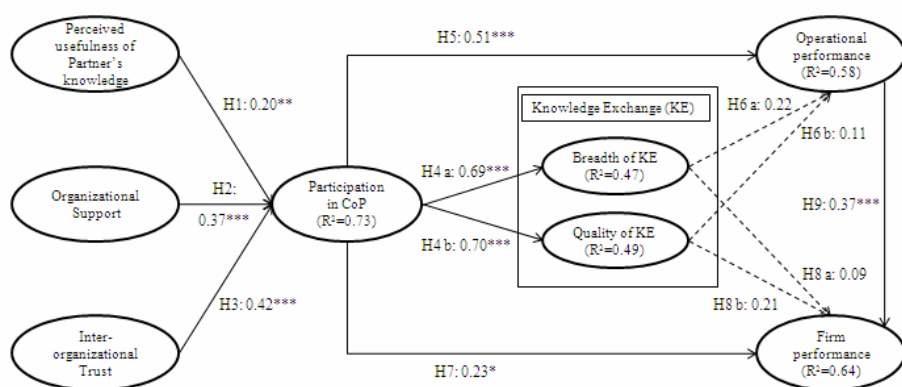 Perceived
usefulness of
Partner's
knowledge
H1: 0.20**
Organizational
Support
H2:
0.37***
Inter-
organizational
Trust
H3: 0.42***
Participation
in CoP
(R²=0.73)
H5: 0.51***
H4 a: 0.69***
H4 b: 0.70***
H7: 0.23*
Knowledge Exchange (KE)
Breadth of KE
(R²=0.47)
Quality of KE
(R²=0.49)
H6 a: 0.22
H6 b: 0.11
H8 a: 0.09
H8 b: 0.21
Operational
performance
(R²=0.58)
H9: 0.37***
Firm
performance
(R²=0.64)